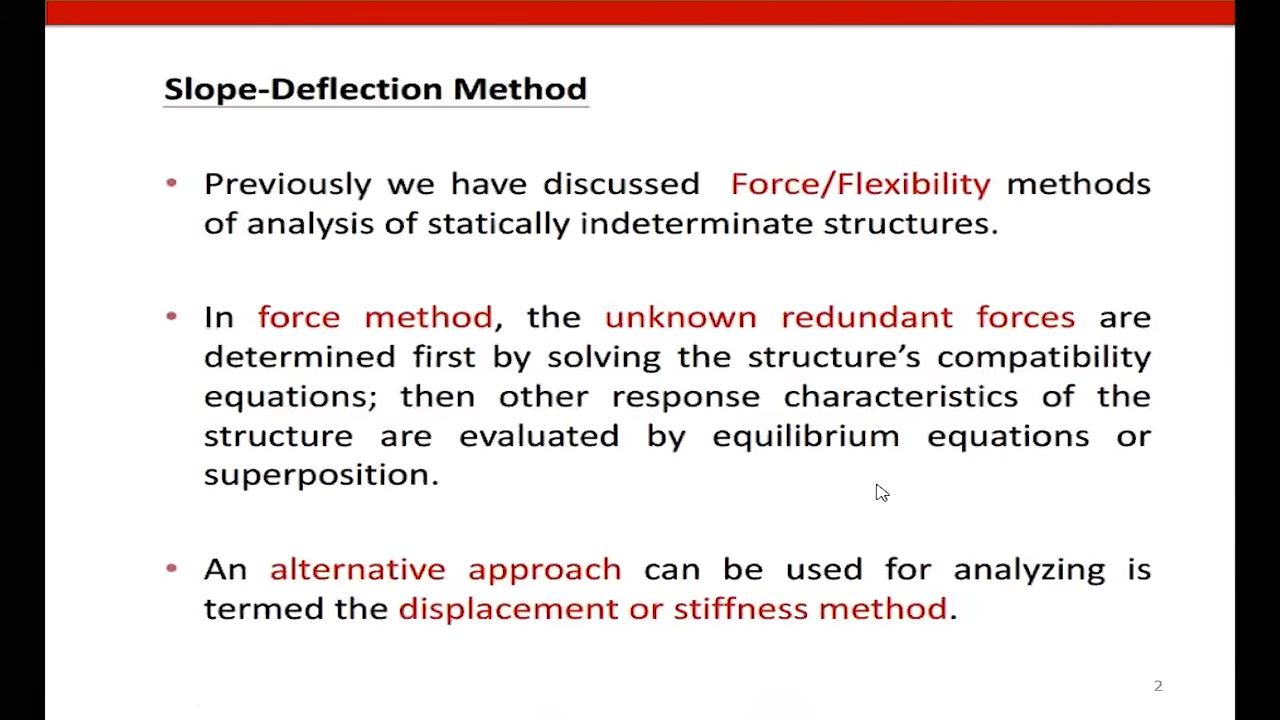 Slope-Deflection Method
• Previously we have discussed Force/Flexibility methods
of analysis of statically indeterminate structures.
• In force method, the unknown redundant forces are
determined first by solving the structure's compatibility
equations; then other response characteristics of the
structure are evaluated by equilibrium equations or
superposition.
• An alternative approach can be used for analyzing is
termed the displacement or stiffness method.
2